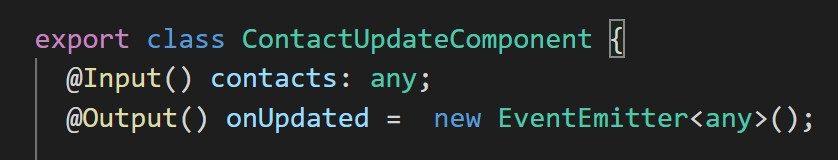 export class ContactUpdateComponent {
@Input() contacts: any;
@Output() onUpdated =  new EventEmitter<any>();